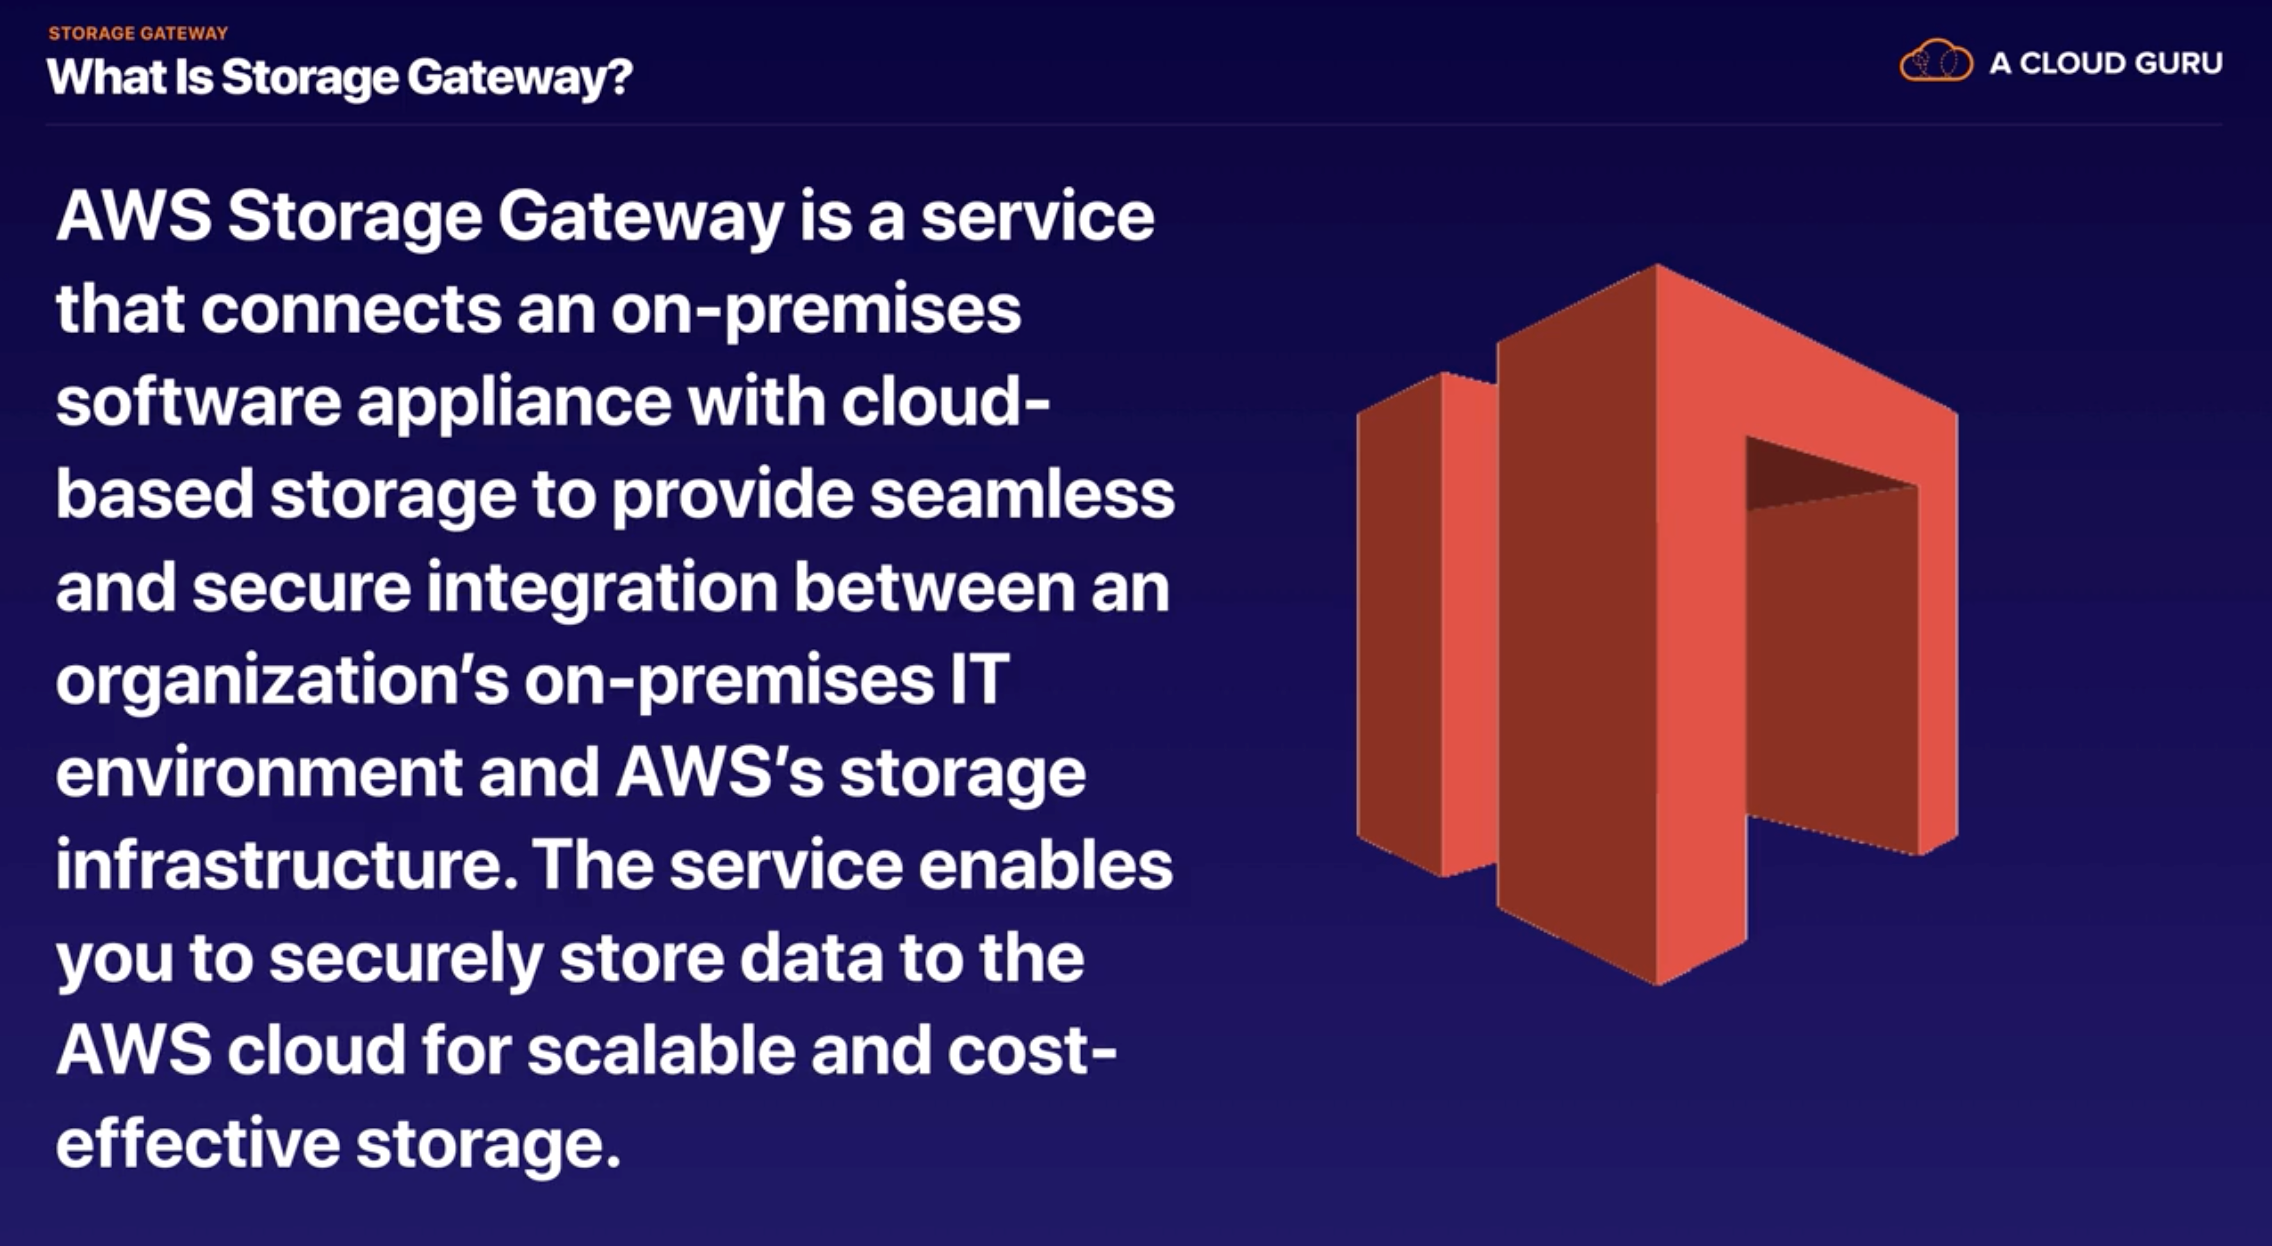 STORAGE GATEWAY
What Is Storage Gateway?
A CLOUD GURU
AWS Storage Gateway is a service
that connects an on-premises
software appliance with cloud-
based storage to provide seamless
and secure integration between an
organization’s on-premises IT
environment and AWS’s storage
infrastructure. The service enables
you to securely store data to the
AWS cloud for scalable and cost-
effective storage.